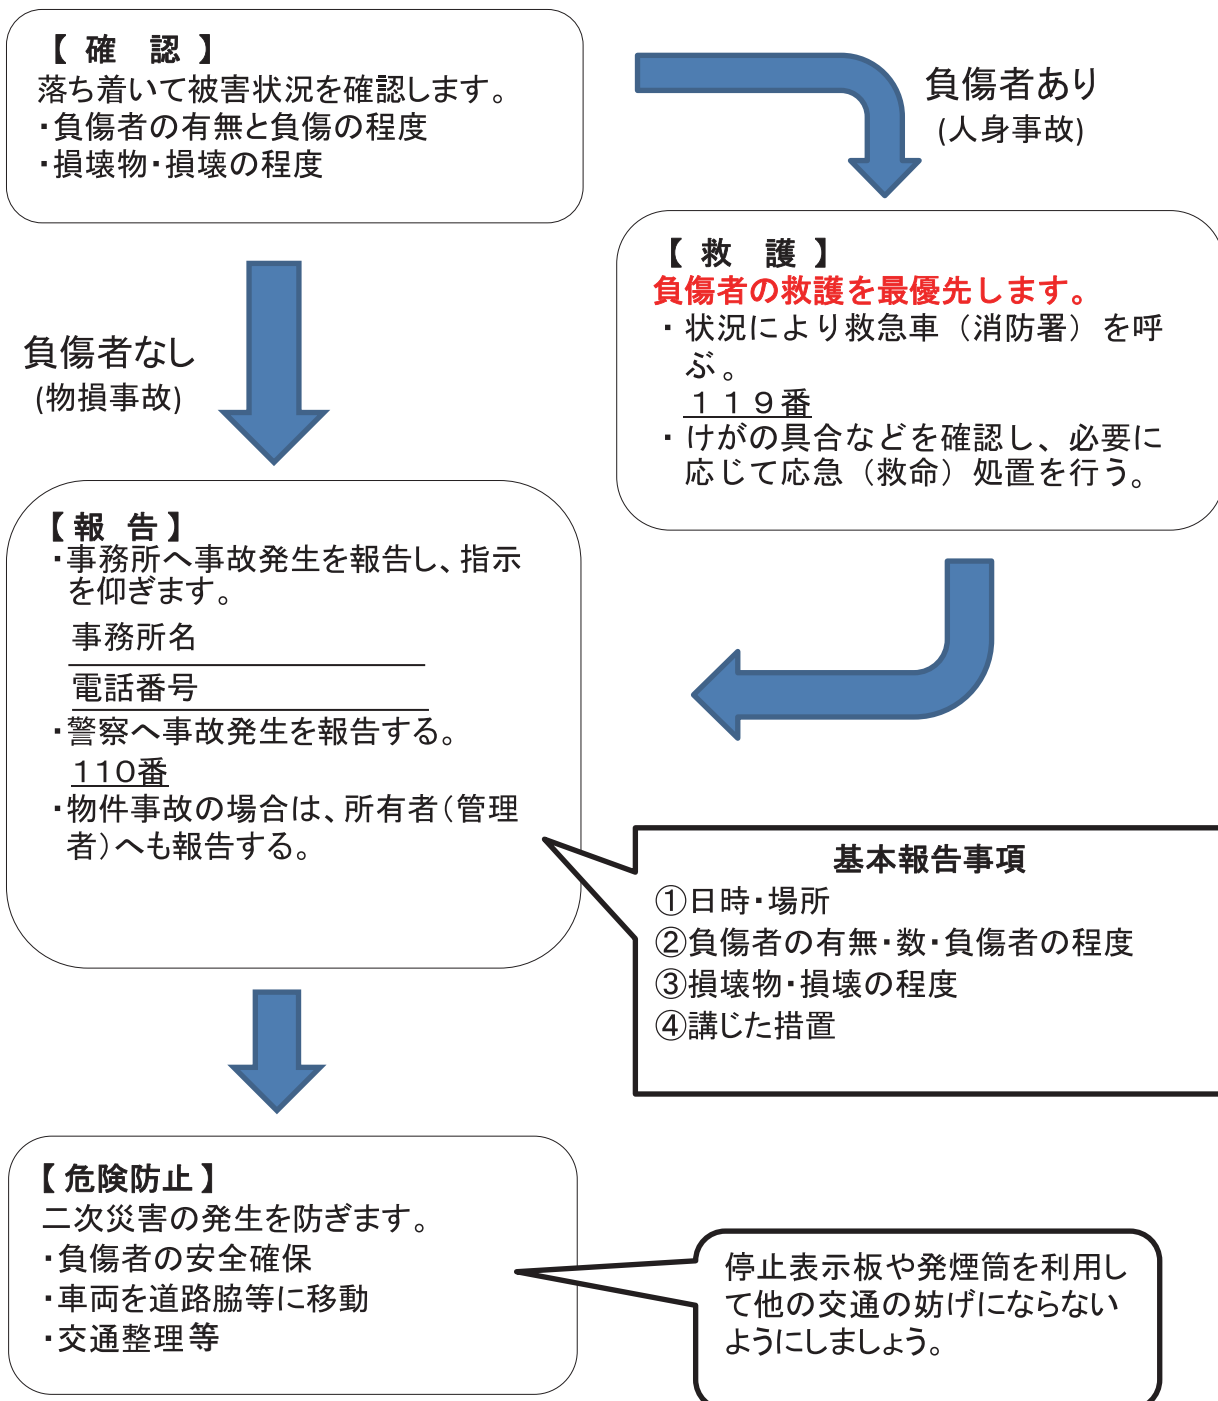 【 確　認 】
落ち着いて被害状況を確認します。
・負傷者の有無と負傷の程度
・損壊物・損壊の程度
負傷者あり
(人身事故)
【 救　護 】
負傷者の救護を最優先します。
・状況により救急車（消防署）を呼
ぶ。
１１９番
・けがの具合などを確認し、必要に
応じて応急（救命）処置を行う。
負傷者なし
(物損事故)
【 報　告 】
・事務所へ事故発生を報告し、指示
を仰ぎます。
事務所名
電話番号
・警察へ事故発生を報告する。
110番
・物件事故の場合は、所有者（管理
者）へも報告する。
基本報告事項
①日時・場所
②負傷者の有無・数・負傷者の程度
③損壊物・損壊の程度
④講じた措置
【 危険防止 】
二次災害の発生を防ぎます。
・負傷者の安全確保
・車両を道路脇等に移動
・交通整理等
停止表示板や発煙筒を利用し
て他の交通の妨げにならない
ようにしましょう。